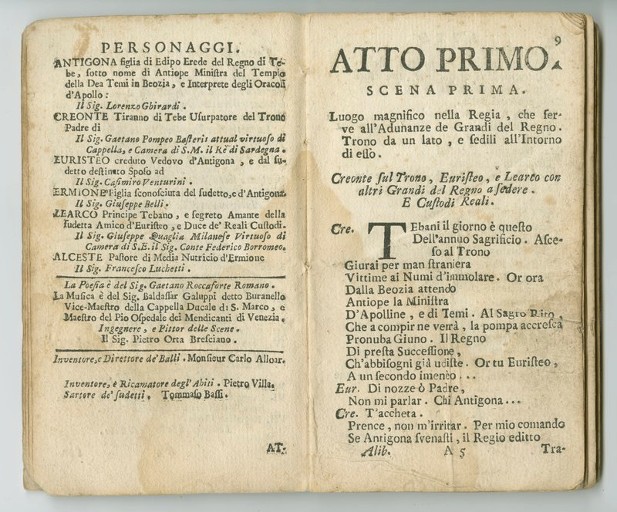 PERSONAGGI.
ANTIGONA figlia di Edipo Erede del Regno di Te-
be, sotto nome di Antiope Ministra del Tempio
della Dea Temi in Beozia, e Interprete degli Oracoli
d'Apollo:
Il Sig. Lorenzo Ghirardi.
CREONTE Tiranno di Tebe Usurpatore del Trono
Padre di
Il Sig. Gaetano Pompeo Basteris attual virtuoso di
Cappella, e Camera di S.M. il Rè di Sardegna.
EURISTEO creduto Vedovo d'Antigona, e dal su-
detto destinato Sposo ad
Il Sig. Casimiro Venturini.
ERMIONE Figlia sconosciuta del sudetto, e d'Antigona.
Il Sig. Giuseppe Belli.
LEARCO Principe Tebano, e segreto Amante della
sudetta Amico d'Euristeo, e Duce de' Reali Custodi.
Il Sig. Giuseppe Quaglia Milanese Virtuoso di
Camera di S.E. il Sig. Conte Federico Borromeo.
ALCESTE Pastore di Media Nutricio d'Ermione
Il Sig. Francesco Luchetti.
La Poesia è del Sig. Gaetano Roccaforte Romano.
La Musica è del Sig. Baldassar Galuppi detto Buranello
Vice-Maestro della Cappella Ducale di S. Marco, e
Maestro del Pio Ospedale dei Mendicanti di Venezia.
Ingegnere, e Pittor delle Scene.
Il Sig. Pietro Orta Bresciano.
Inventore, e Direttore de' Balli. Monsieur Carlo
Inventore, è Ricamatore degl' Abiti. Pietro Villa.
Sartore de' sudetti, Tommaso Bassi.
AT-
9
ATTO PRIMO.
SCENA PRIMA.
Luogo magnifico nella Regia, che ser-
ve all'Adunanze de Grandi del Regno.
Trono da un lato, e sedili all'Intorno
di esso.
Creonte sul Trono, Euristeo, e Learco con
altri Grandi del Regno a sedere.
E Custodi Reali.
Cre. TEbani il giorno è questo
Dell'annuo Sagrificio. Asce-
so al Trono
Giurai per man straniera
Vittime ai Numi d'immolare. Or ora
Dalla Beozia attendo
Antiope la Ministra
D'Apolline, e di Temi. Al Sagro Rito,
Che a compir ne verà, la pompa accresca
Pronuba Giuno. Il Regno
Di presta Successione,
Ch'abbisogni già udiste. Or tu Euristeo,
A un secondo imeneo...
Eur. Di nozze ò Padre,
Non mi parlar. Chi Antigona...
Cre. T'accheta.
Prence, non m'irritar. Per mio comando
Se Antigona svenasti, il Regio editto
Alib. A 5 Tra-